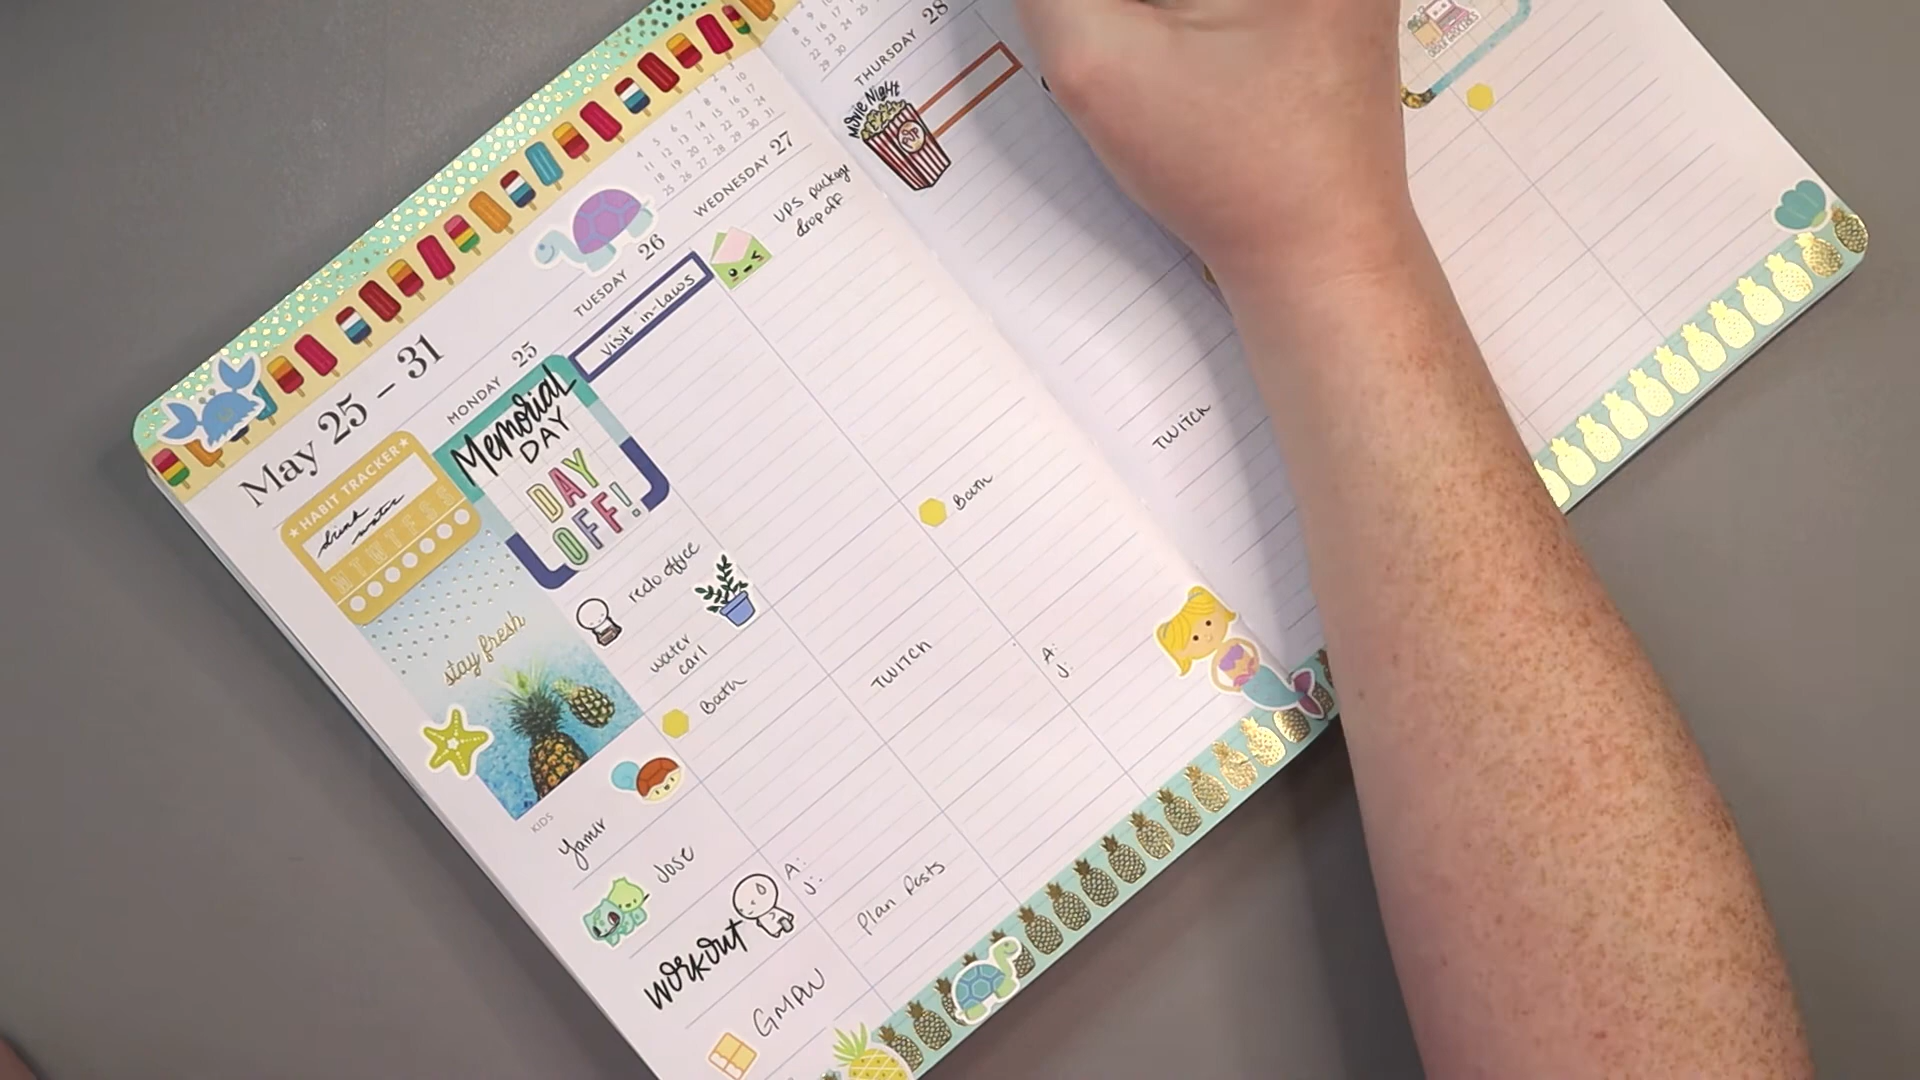 May 25 - 31
HABIT TRACKER
drink
water
M T W T F S S
stay fresh
KIDS
Yamir
Jose
workout
GMPW
MONDAY 25
Memorial
DAY
DAY
OFF!
redo office
water
carl
Bath
A:
J:
TUESDAY 26
visit in-laws
TWITCH
Plan Posts
WEDNESDAY 27
UPS package
drop off
Bath
A:
J:
THURSDAY 28
Movie Night
POP
TWITCH